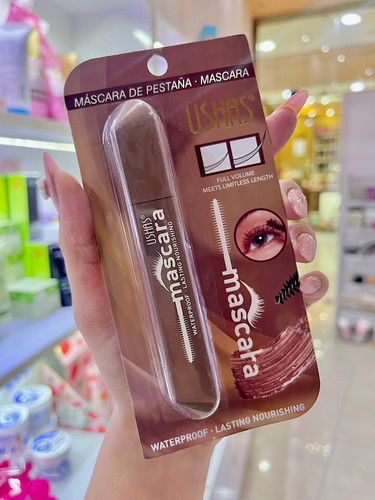 MÁSCARA DE PESTAÑA · MASCARA
USHAS®
FULL VOLUME
MEETS LIMITLESS LENGTH
USHAS®
mascara
WATERPROOF LASTING NOURISHING
mascara
WATERPROOF · LASTING NOURISHING